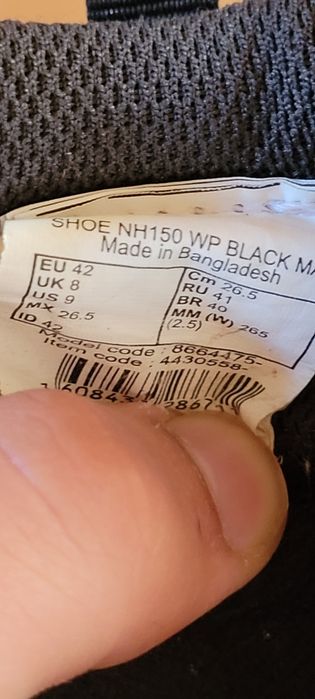 SHOE NH150 WP BLACK
Made in Bangladesh
EU 42
UK 8
US 9
MX 26.5
ID 42
Cm 26.5
RU 41
BR 40
MM (W) 265
(2.5)
Model code : 8664475-
Item code : 4430558-